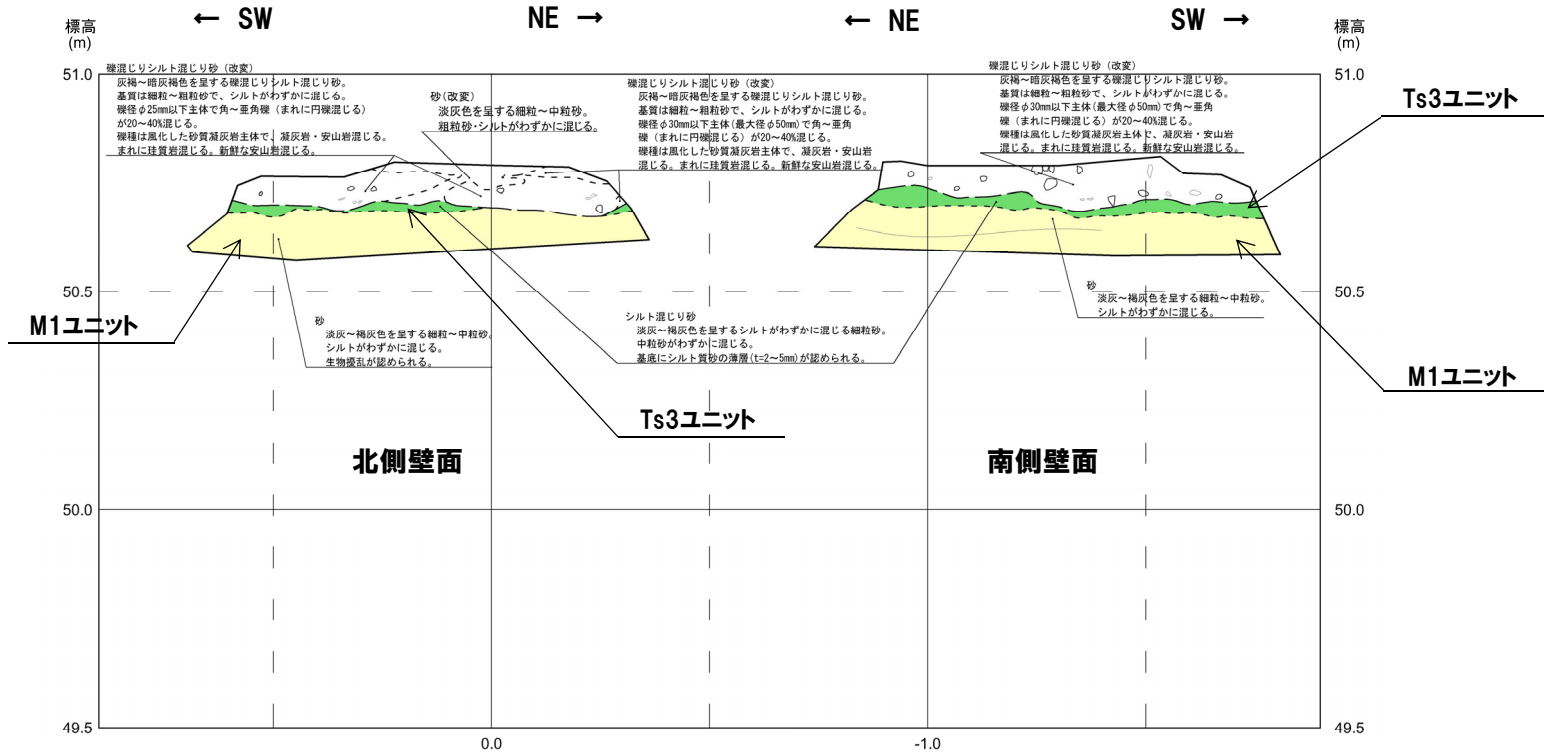 ← SW
NE →
← NE
SW →
標高
(m)
標高
(m)
51.0
51.0
礫混じりシルト混じり砂 (改変)
灰褐～暗灰褐色を呈する礫混じりシルト混じり砂。
基質は細粒～粗粒砂で、シルトがわずかに混じる。
礫径φ25mm以下主体で角～亜角礫 (まれに円礫混じる)
が20～40%混じる。
礫種は風化した砂質凝灰岩主体で、凝灰岩・安山岩混じる。
まれに珪質岩混じる。新鮮な安山岩混じる。
砂(改変)
淡灰色を呈する細粒～中粒砂。
粗粒砂・シルトがわずかに混じる。
礫混じりシルト混じり砂 (改変)
灰褐～暗灰褐色を呈する礫混じりシルト混じり砂。
基質は細粒～粗粒砂で、シルトがわずかに混じる。
礫径φ30mm以下主体(最大径φ50mm)で角～亜角
礫 (まれに円礫混じる) が20～40%混じる。
礫種は風化した砂質凝灰岩主体で、凝灰岩・安山岩
混じる。まれに珪質岩混じる。新鮮な安山岩混じる。
礫混じりシルト混じり砂 (改変)
灰褐～暗灰褐色を呈する礫混じりシルト混じり砂。
基質は細粒～粗粒砂で、シルトがわずかに混じる。
礫径φ30mm以下主体(最大径φ50mm)で角～亜角
礫 (まれに円礫混じる) が20～40%混じる。
礫種は風化した砂質凝灰岩主体で、凝灰岩・安山岩
混じる。まれに珪質岩混じる。新鮮な安山岩混じる。
Ts3ユニット
50.5
50.5
M1ユニット
砂
淡灰～褐灰色を呈する細粒～中粒砂。
シルトがわずかに混じる。
生物擾乱が認められる。
シルト混じり砂
淡灰～褐灰色を呈するシルトがわずかに混じる細粒砂。
中粒砂がわずかに混じる。
基底にシルト質砂の薄層(t=2～5mm)が認められる。
砂
淡灰～褐灰色を呈する細粒～中粒砂。
シルトがわずかに混じる。
M1ユニット
Ts3ユニット
北側壁面
南側壁面
50.0
50.0
49.5
49.5
0.0
-1.0